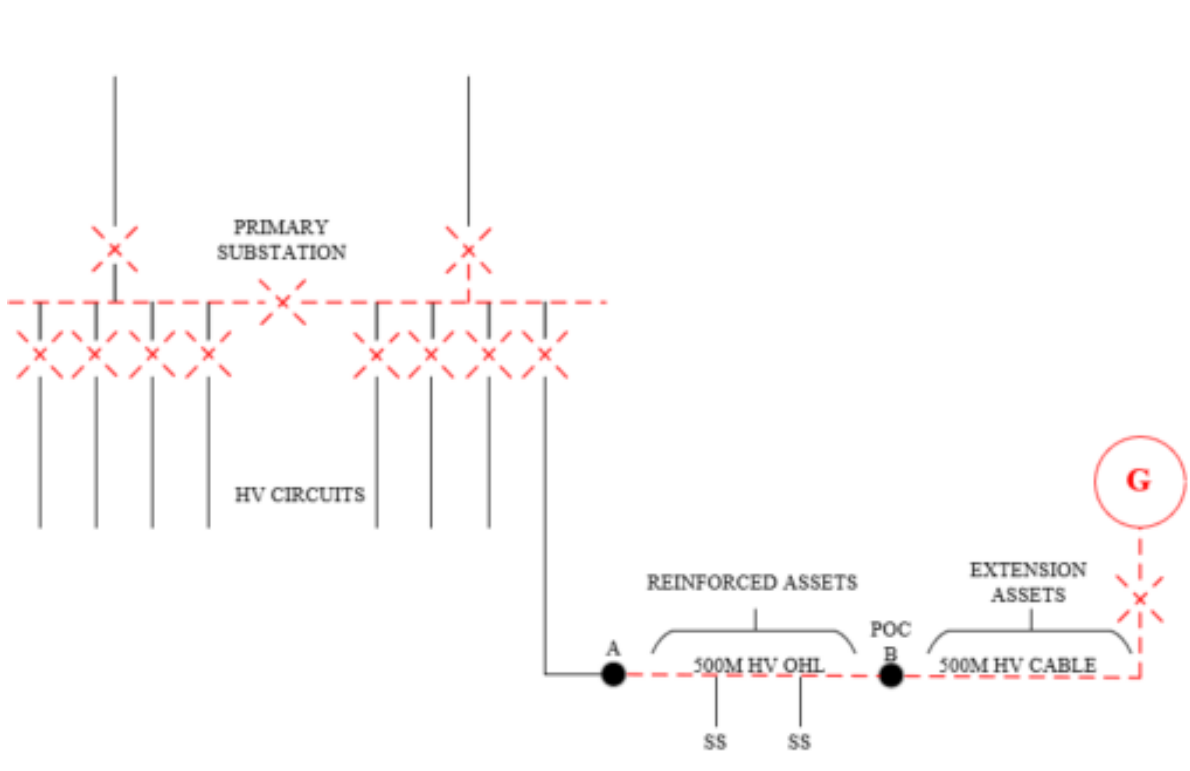 PRIMARY
SUBSTATION
HV CIRCUITS
G
REINFORCED ASSETS
EXTENSION
ASSETS
A
POC
B
500M HV OHL
500M HV CABLE
SS
SS